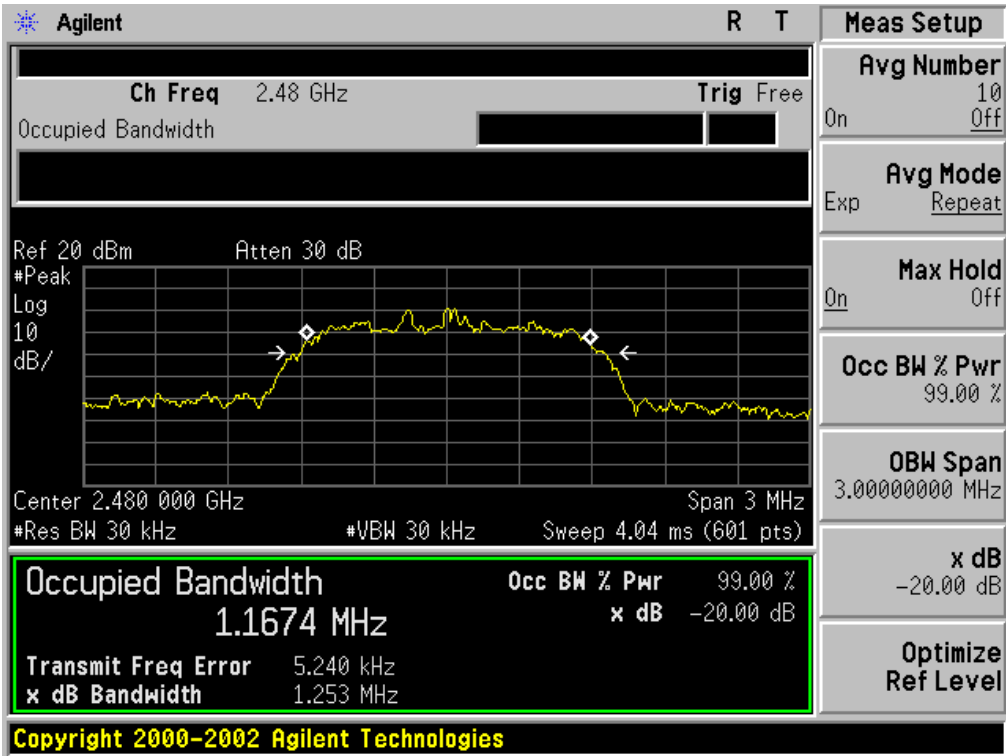 Agilent R T
Ch Freq 2.48 GHz Trig Free
Occupied Bandwidth
Ref 20 dBm Atten 30 dB
#Peak
Log
10
dB/
Center 2.480 000 GHz Span 3 MHz
#Res BW 30 kHz #VBW 30 kHz Sweep 4.04 ms (601 pts)
Occupied Bandwidth Occ BW % Pwr 99.00 %
1.1674 MHz x dB -20.00 dB
Transmit Freq Error 5.240 kHz
x dB Bandwidth 1.253 MHz
Copyright 2000-2002 Agilent Technologies
Meas Setup
Avg Number
10
On Off
Avg Mode
Exp Repeat
Max Hold
On Off
Occ BW % Pwr
99.00 %
OBW Span
3.00000000 MHz
x dB
-20.00 dB
Optimize
Ref Level